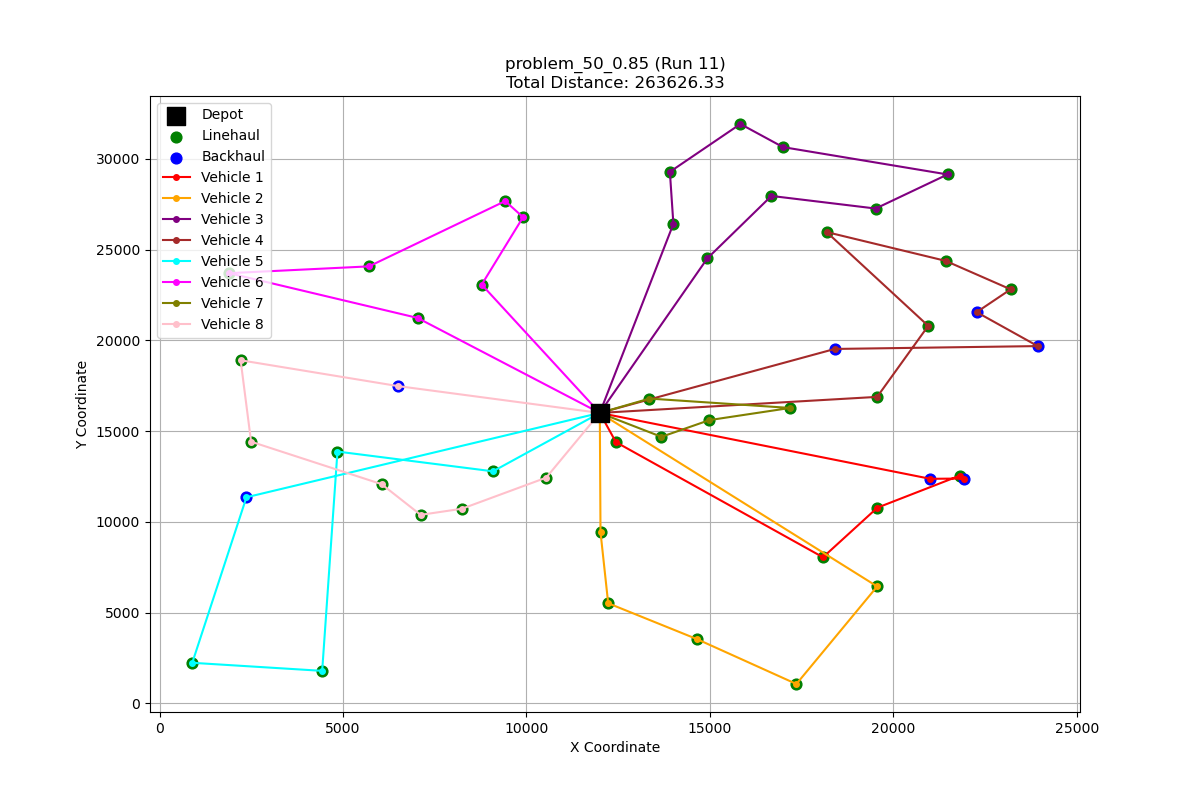 problem_50_0.85 (Run 11)
Total Distance: 263626.33
Depot
Linehaul
Backhaul
Vehicle 1
Vehicle 2
Vehicle 3
Vehicle 4
Vehicle 5
Vehicle 6
Vehicle 7
Vehicle 8
30000
25000
20000
15000
10000
5000
0
Y Coordinate
0 5000 10000 15000 20000 25000
X Coordinate